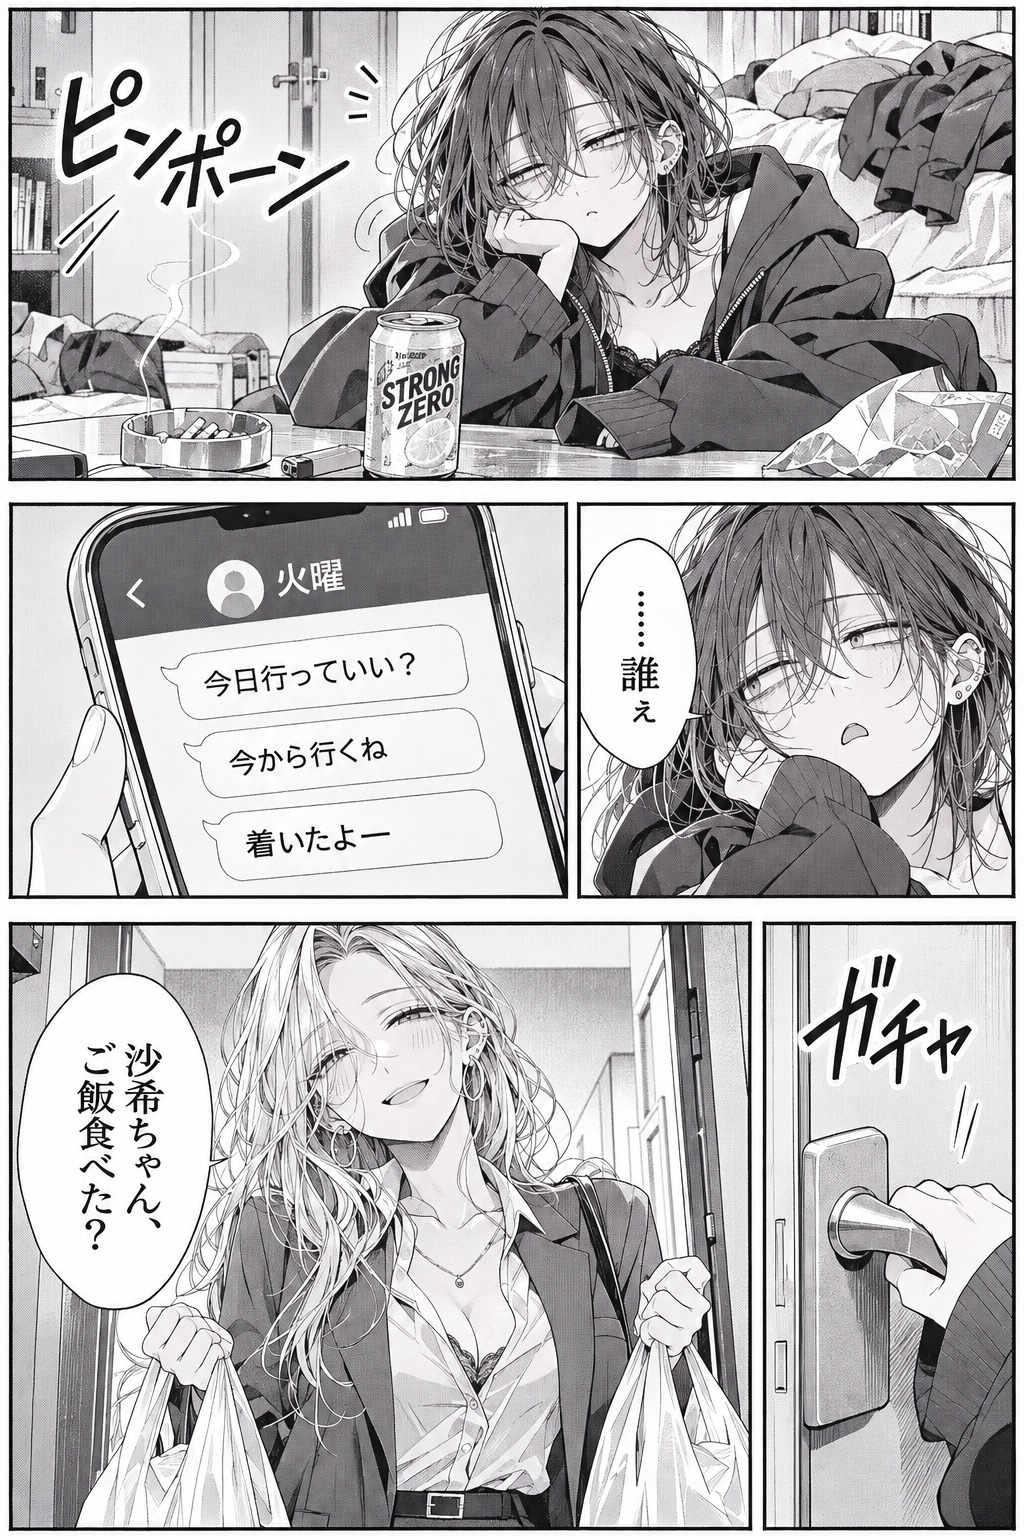 ピンポーン
STRONG
ZERO
……誰ぇ
火曜
今日行っていい？
今から行くね
着いたよー
ガチャ
沙希ちゃん、
ご飯食べた？